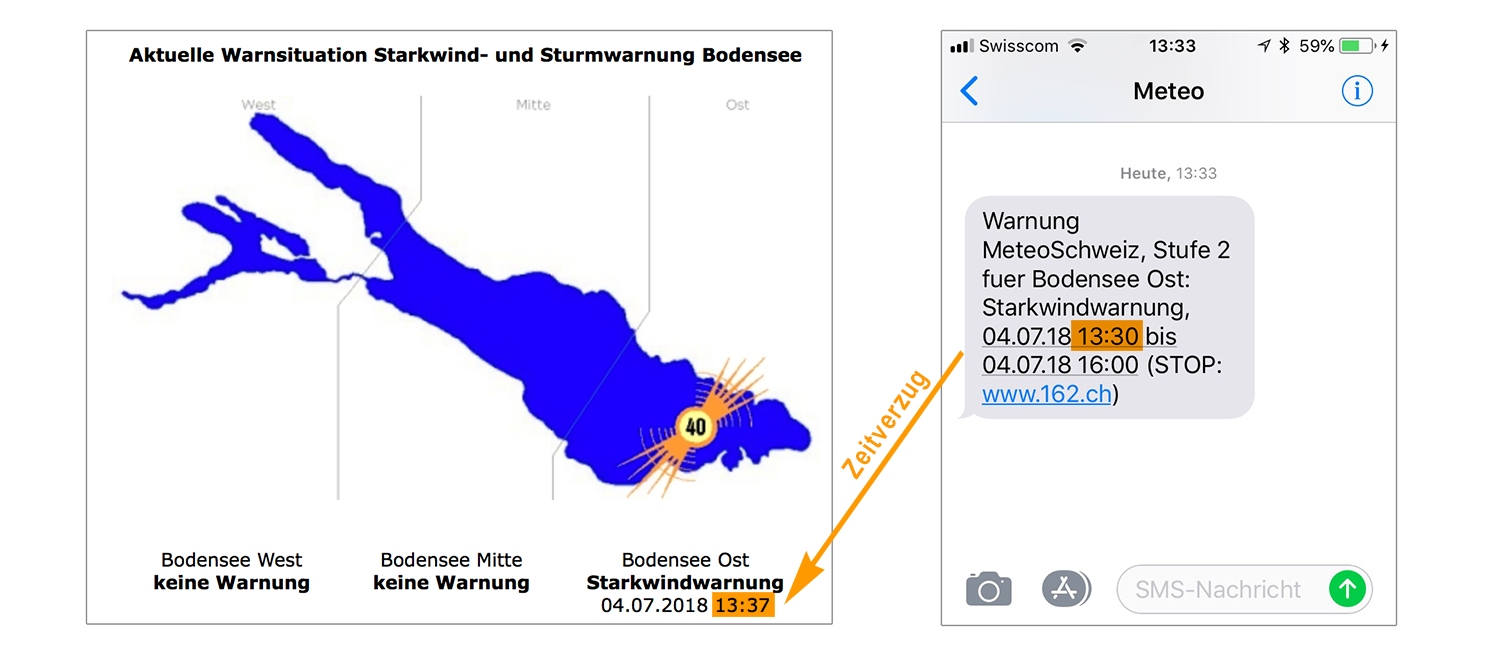 Aktuelle Warnsituation Starkwind- und Sturmwarnung Bodensee
West
Mitte
Ost
40
Bodensee West
keine Warnung
Bodensee Mitte
keine Warnung
Bodensee Ost
Starkwindwarnung
04.07.2018 13:37
Zeitverzug
Swisscom 13:33 59%
Meteo
i
Heute, 13:33
Warnung
MeteoSchweiz, Stufe 2
fuer Bodensee Ost:
Starkwindwarnung,
04.07.18 13:30 bis
04.07.18 16:00 (STOP:
www.162.ch)
SMS-Nachricht